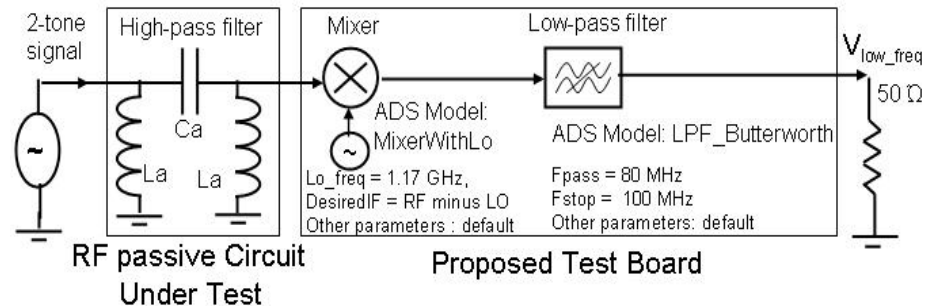 2-tone
signal
High-pass filter
Ca
La
La
~
RF passive Circuit
Under Test
Mixer
ADS Model:
MixerWithLo
~
Lo_freq = 1.17 GHz,
DesiredIF = RF minus LO
Other parameters : default
Low-pass filter
ADS Model: LPF_Butterworth
Fpass = 80 MHz
Fstop = 100 MHz
Other parameters: default
Proposed Test Board
Vlow_freq
50 Ω